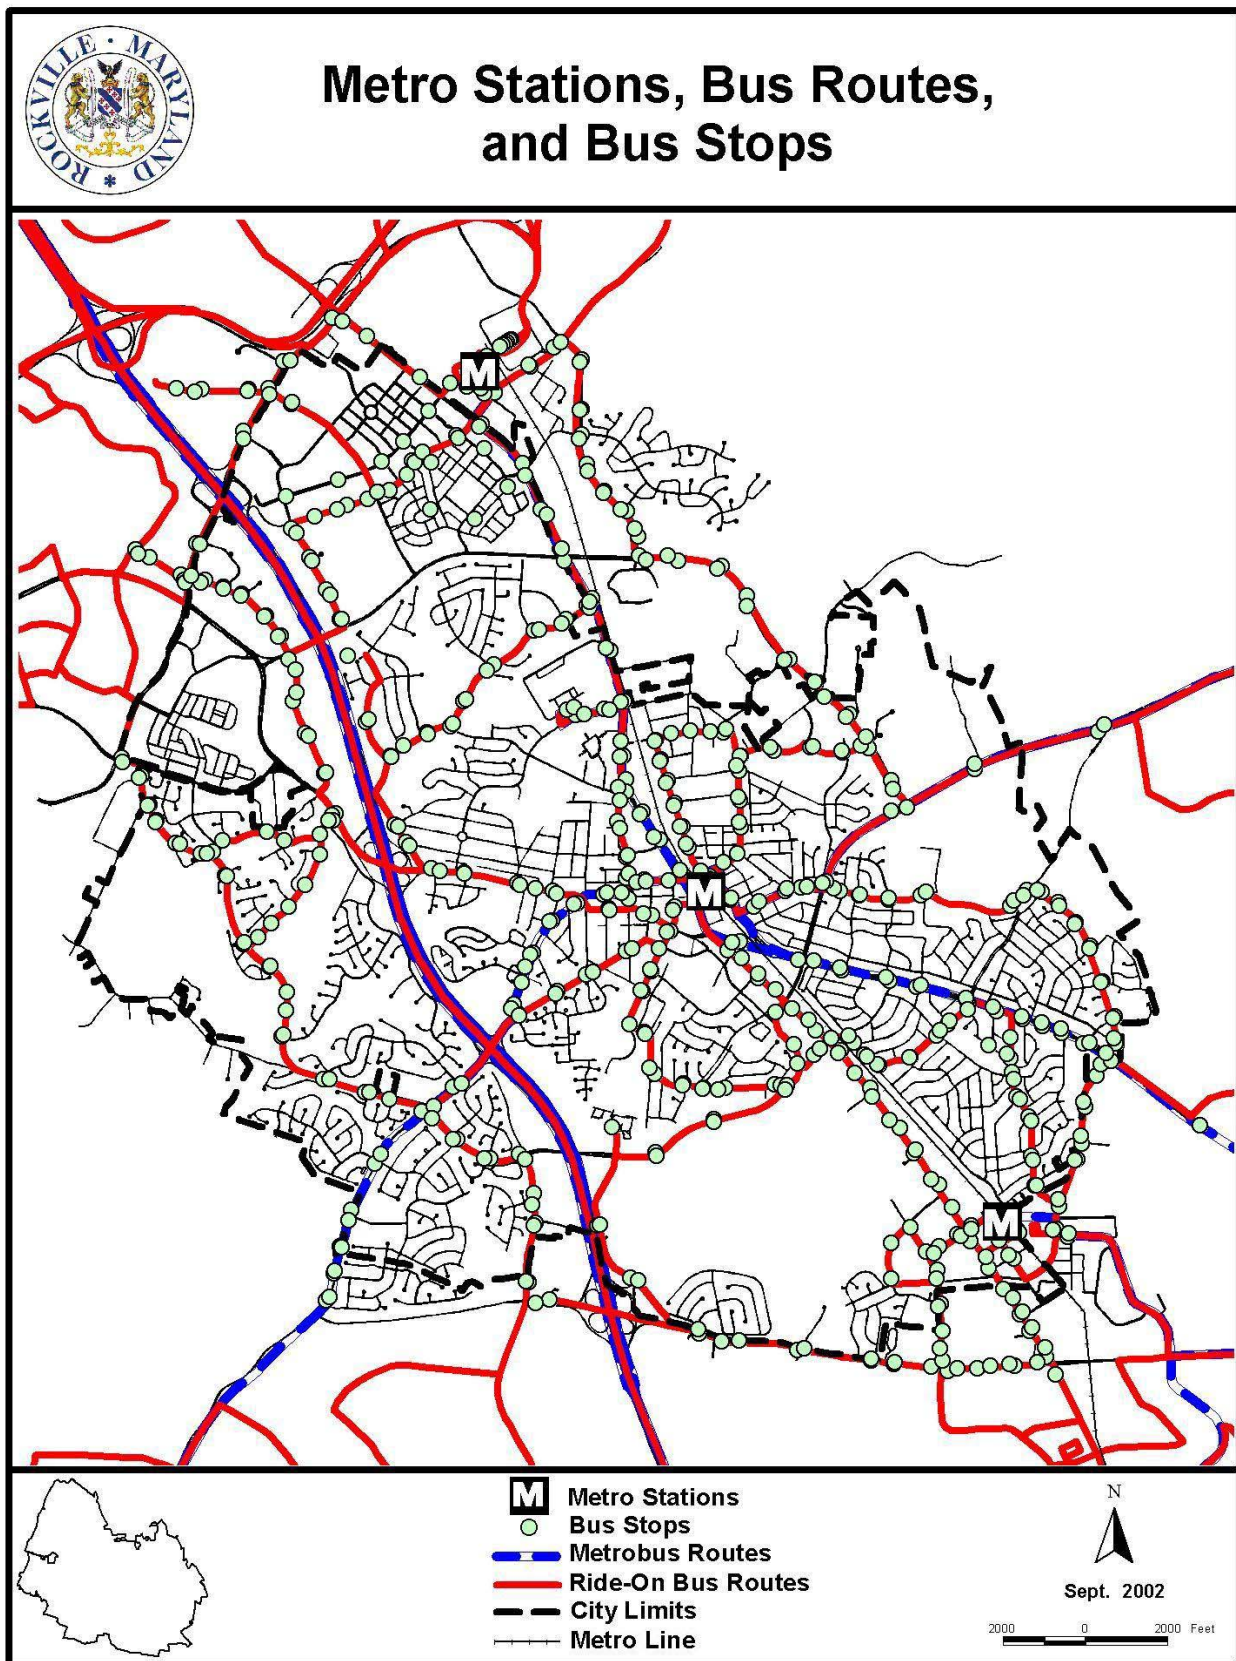 ROCKVILLE · MARYLAND *
Metro Stations, Bus Routes,
and Bus Stops
M
M
M
M Metro Stations
Bus Stops
Metrobus Routes
Ride-On Bus Routes
City Limits
Metro Line
N
Sept. 2002
2000 0 2000 Feet